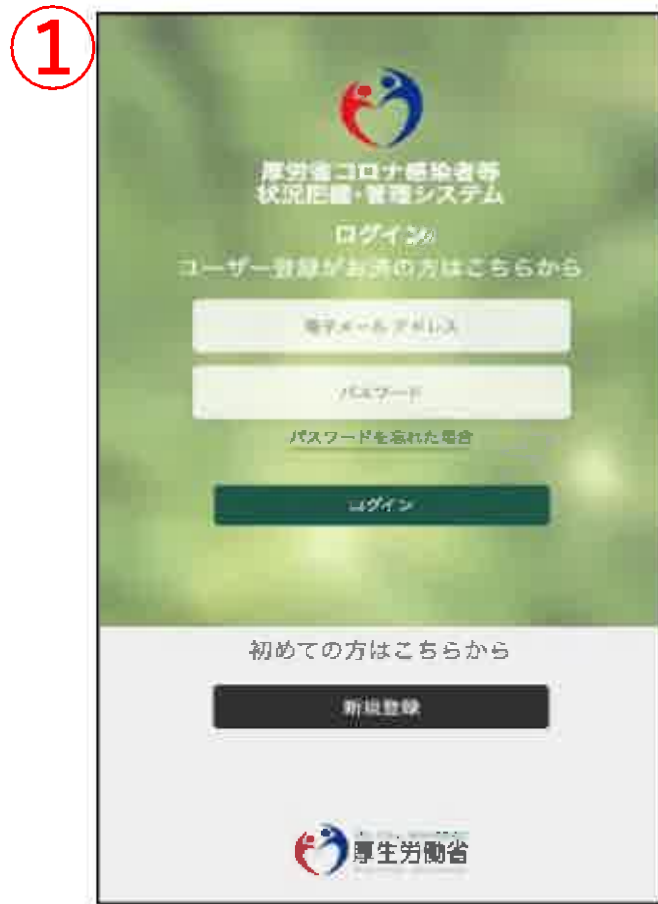 ①
厚労省コロナ感染者等
状況把握・管理システム
ログイン
ユーザー登録がお済の方はこちらから
電子メール アドレス
パスワード
パスワードを忘れた場合
ログイン
初めての方はこちらから
新規登録
厚生労働省